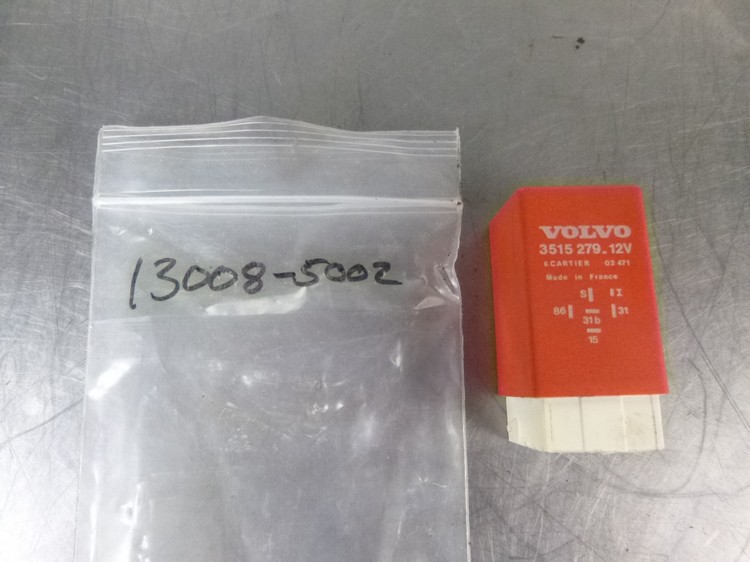 13008-5002
VOLVO
3515 279.12V
CARTIER 03 471
Made in France
S I
86 31
31b
15